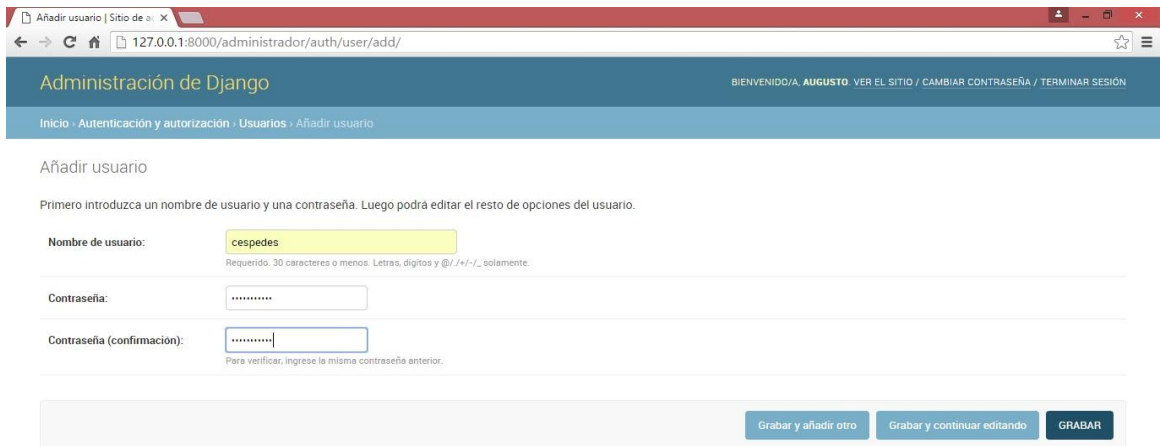 Añadir usuario | Sitio de a
127.0.0.1:8000/administrador/auth/user/add/
Administración de Django
BIENVENIDO/A, AUGUSTO. VER EL SITIO / CAMBIAR CONTRASEÑA / TERMINAR SESIÓN
Inicio › Autenticación y autorización › Usuarios › Añadir usuario
Añadir usuario
Primero introduzca un nombre de usuario y una contraseña. Luego podrá editar el resto de opciones del usuario.
Nombre de usuario: cespedes
Requerido. 30 caracteres o menos. Letras, dígitos y @/./+/-/_ solamente.
Contraseña: •••••••••••
Contraseña (confirmación): •••••••••••
Para verificar, ingrese la misma contraseña anterior.
Grabar y añadir otro Grabar y continuar editando GRABAR